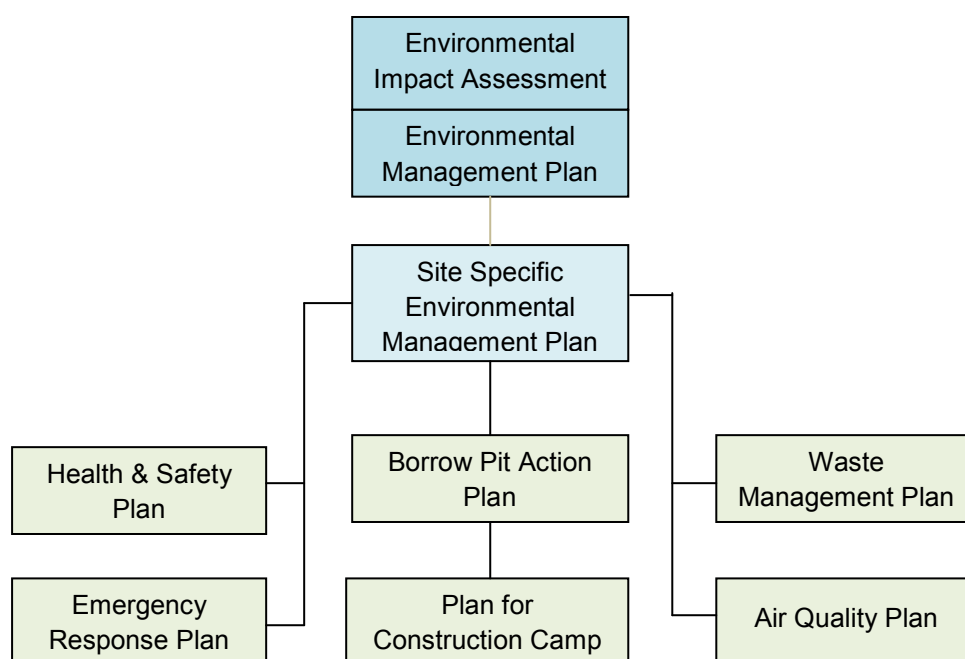 Environmental
Impact Assessment
Environmental
Management Plan
Site Specific
Environmental
Management Plan
Health & Safety
Plan
Borrow Pit Action
Plan
Waste
Management Plan
Emergency
Response Plan
Plan for
Construction Camp
Air Quality Plan